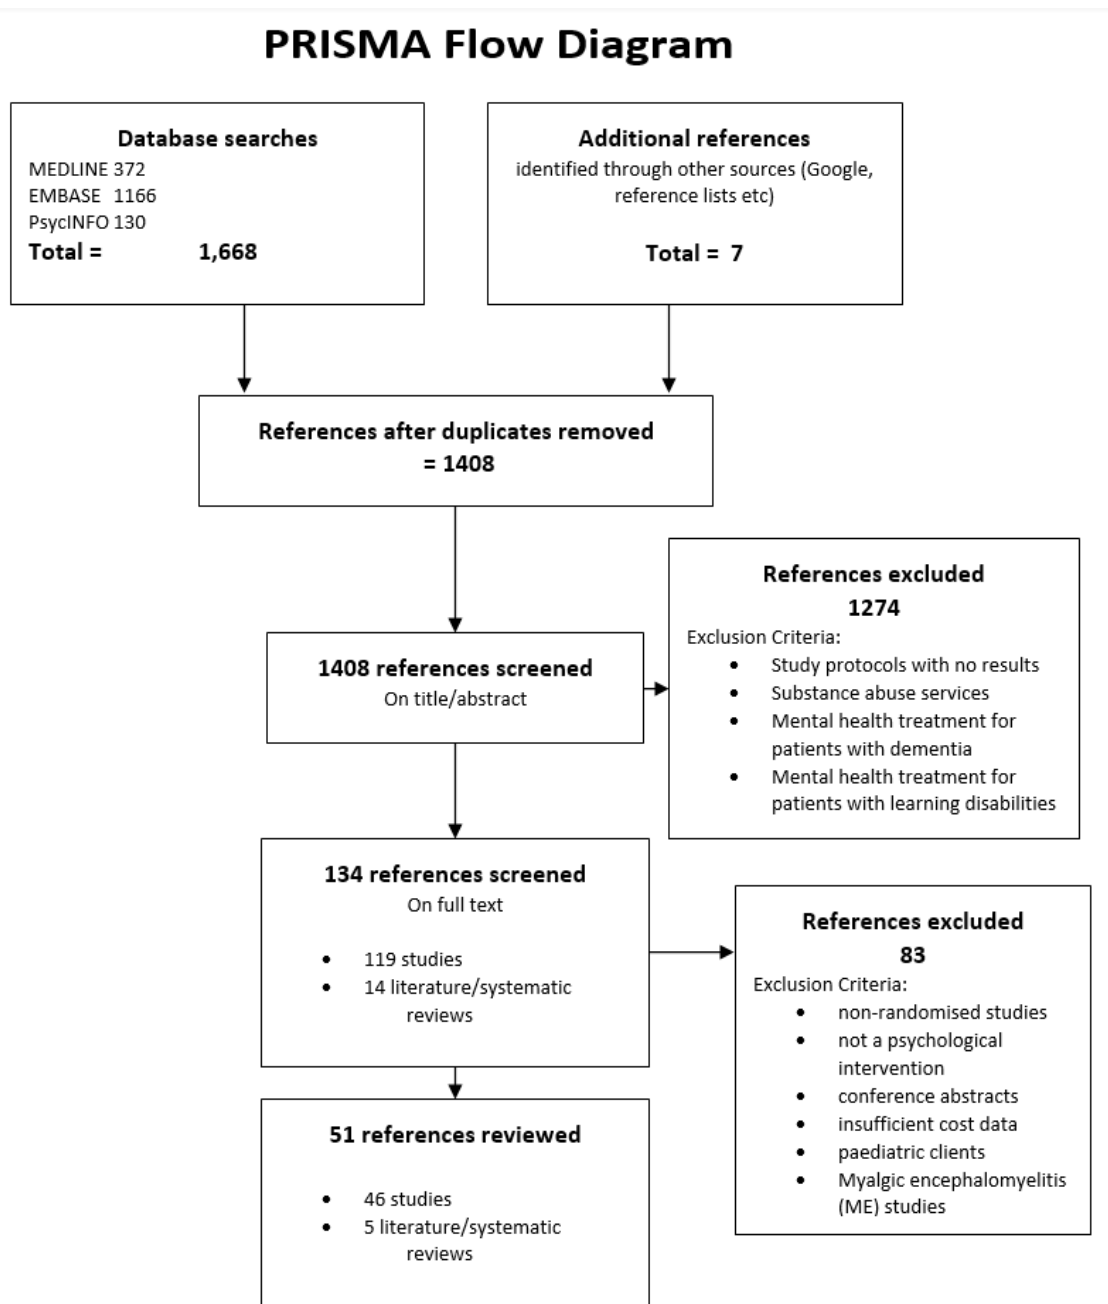 PRISMA Flow Diagram
Database searches
MEDLINE 372
EMBASE 1166
PsycINFO 130
Total = 1,668
Additional references
identified through other sources (Google,
reference lists etc)
Total = 7
References after duplicates removed
= 1408
1408 references screened
On title/abstract
References excluded
1274
Exclusion Criteria:
• Study protocols with no results
• Substance abuse services
• Mental health treatment for
patients with dementia
• Mental health treatment for
patients with learning disabilities
134 references screened
On full text
• 119 studies
• 14 literature/systematic
reviews
References excluded
83
Exclusion Criteria:
• non-randomised studies
• not a psychological
intervention
• conference abstracts
• insufficient cost data
• paediatric clients
• Myalgic encephalomyelitis
(ME) studies
51 references reviewed
• 46 studies
• 5 literature/systematic
reviews